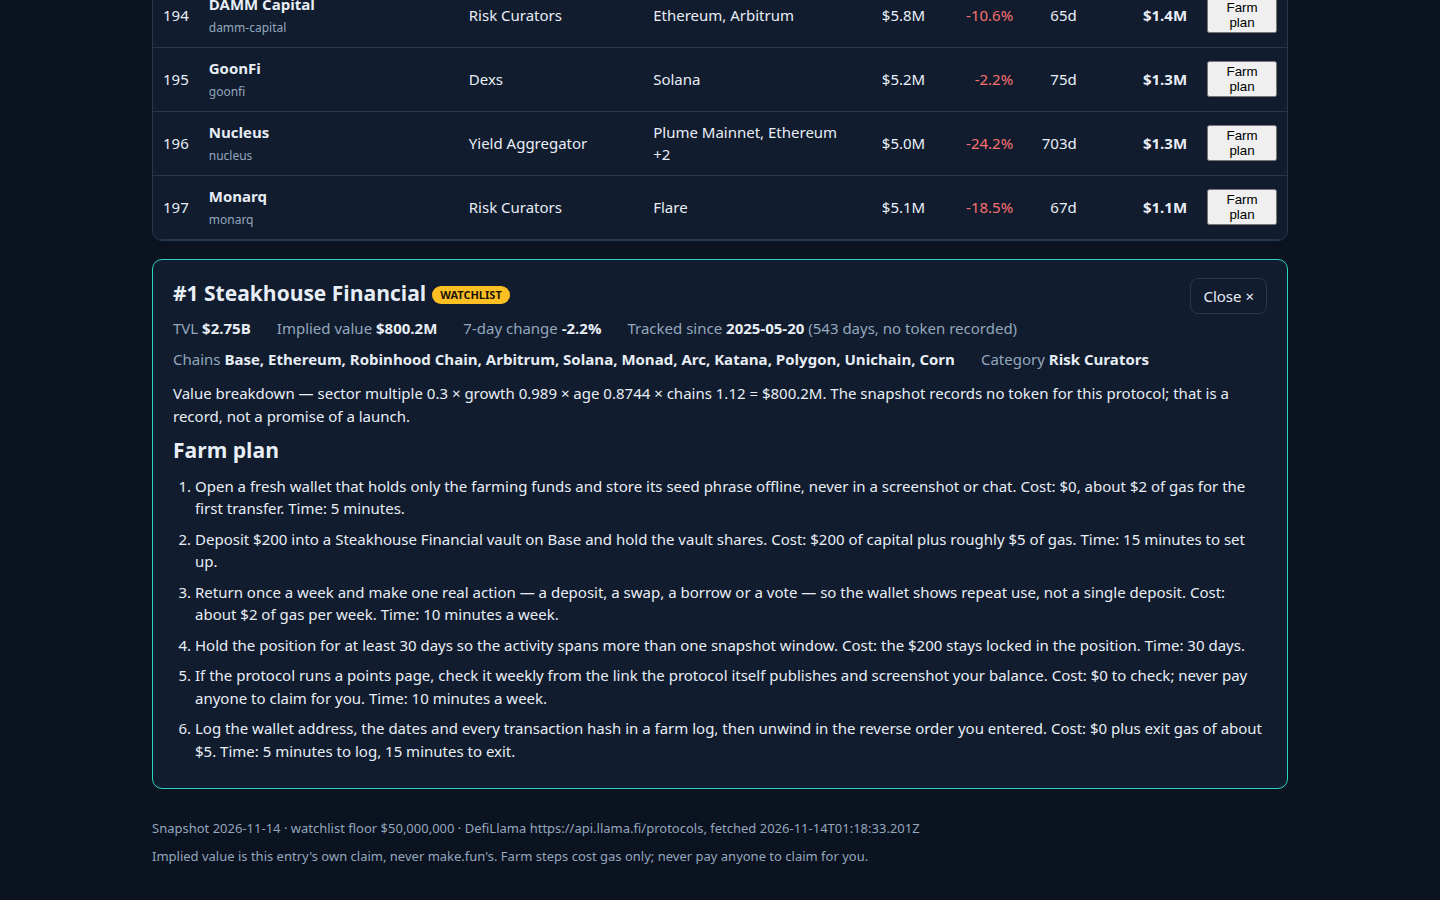 194 DAMM Capital Risk Curators Ethereum, Arbitrum $5.8M -10.6% 65d $1.4M Farm plan
damm-capital
195 GoonFi Dexs Solana $5.2M -2.2% 75d $1.3M Farm plan
goonfi
196 Nucleus Yield Aggregator Plume Mainnet, Ethereum +2 $5.0M -24.2% 703d $1.3M Farm plan
nucleus
197 Monarq Risk Curators Flare $5.1M -18.5% 67d $1.1M Farm plan
monarq
#1 Steakhouse Financial WATCHLIST Close ×
TVL $2.75B Implied value $800.2M 7-day change -2.2% Tracked since 2025-05-20 (543 days, no token recorded)
Chains Base, Ethereum, Robinhood Chain, Arbitrum, Solana, Monad, Arc, Katana, Polygon, Unichain, Corn Category Risk Curators
Value breakdown — sector multiple 0.3 × growth 0.989 × age 0.8744 × chains 1.12 = $800.2M. The snapshot records no token for this protocol; that is a
record, not a promise of a launch.
Farm plan
1. Open a fresh wallet that holds only the farming funds and store its seed phrase offline, never in a screenshot or chat. Cost: $0, about $2 of gas for the
first transfer. Time: 5 minutes.
2. Deposit $200 into a Steakhouse Financial vault on Base and hold the vault shares. Cost: $200 of capital plus roughly $5 of gas. Time: 15 minutes to set
up.
3. Return once a week and make one real action — a deposit, a swap, a borrow or a vote — so the wallet shows repeat use, not a single deposit. Cost:
about $2 of gas per week. Time: 10 minutes a week.
4. Hold the position for at least 30 days so the activity spans more than one snapshot window. Cost: the $200 stays locked in the position. Time: 30 days.
5. If the protocol runs a points page, check it weekly from the link the protocol itself publishes and screenshot your balance. Cost: $0 to check; never pay
anyone to claim for you. Time: 10 minutes a week.
6. Log the wallet address, the dates and every transaction hash in a farm log, then unwind in the reverse order you entered. Cost: $0 plus exit gas of about
$5. Time: 5 minutes to log, 15 minutes to exit.
Snapshot 2026-11-14 · watchlist floor $50,000,000 · DefiLlama https://api.llama.fi/protocols, fetched 2026-11-14T01:18:33.201Z
Implied value is this entry's own claim, never make.fun's. Farm steps cost gas only; never pay anyone to claim for you.